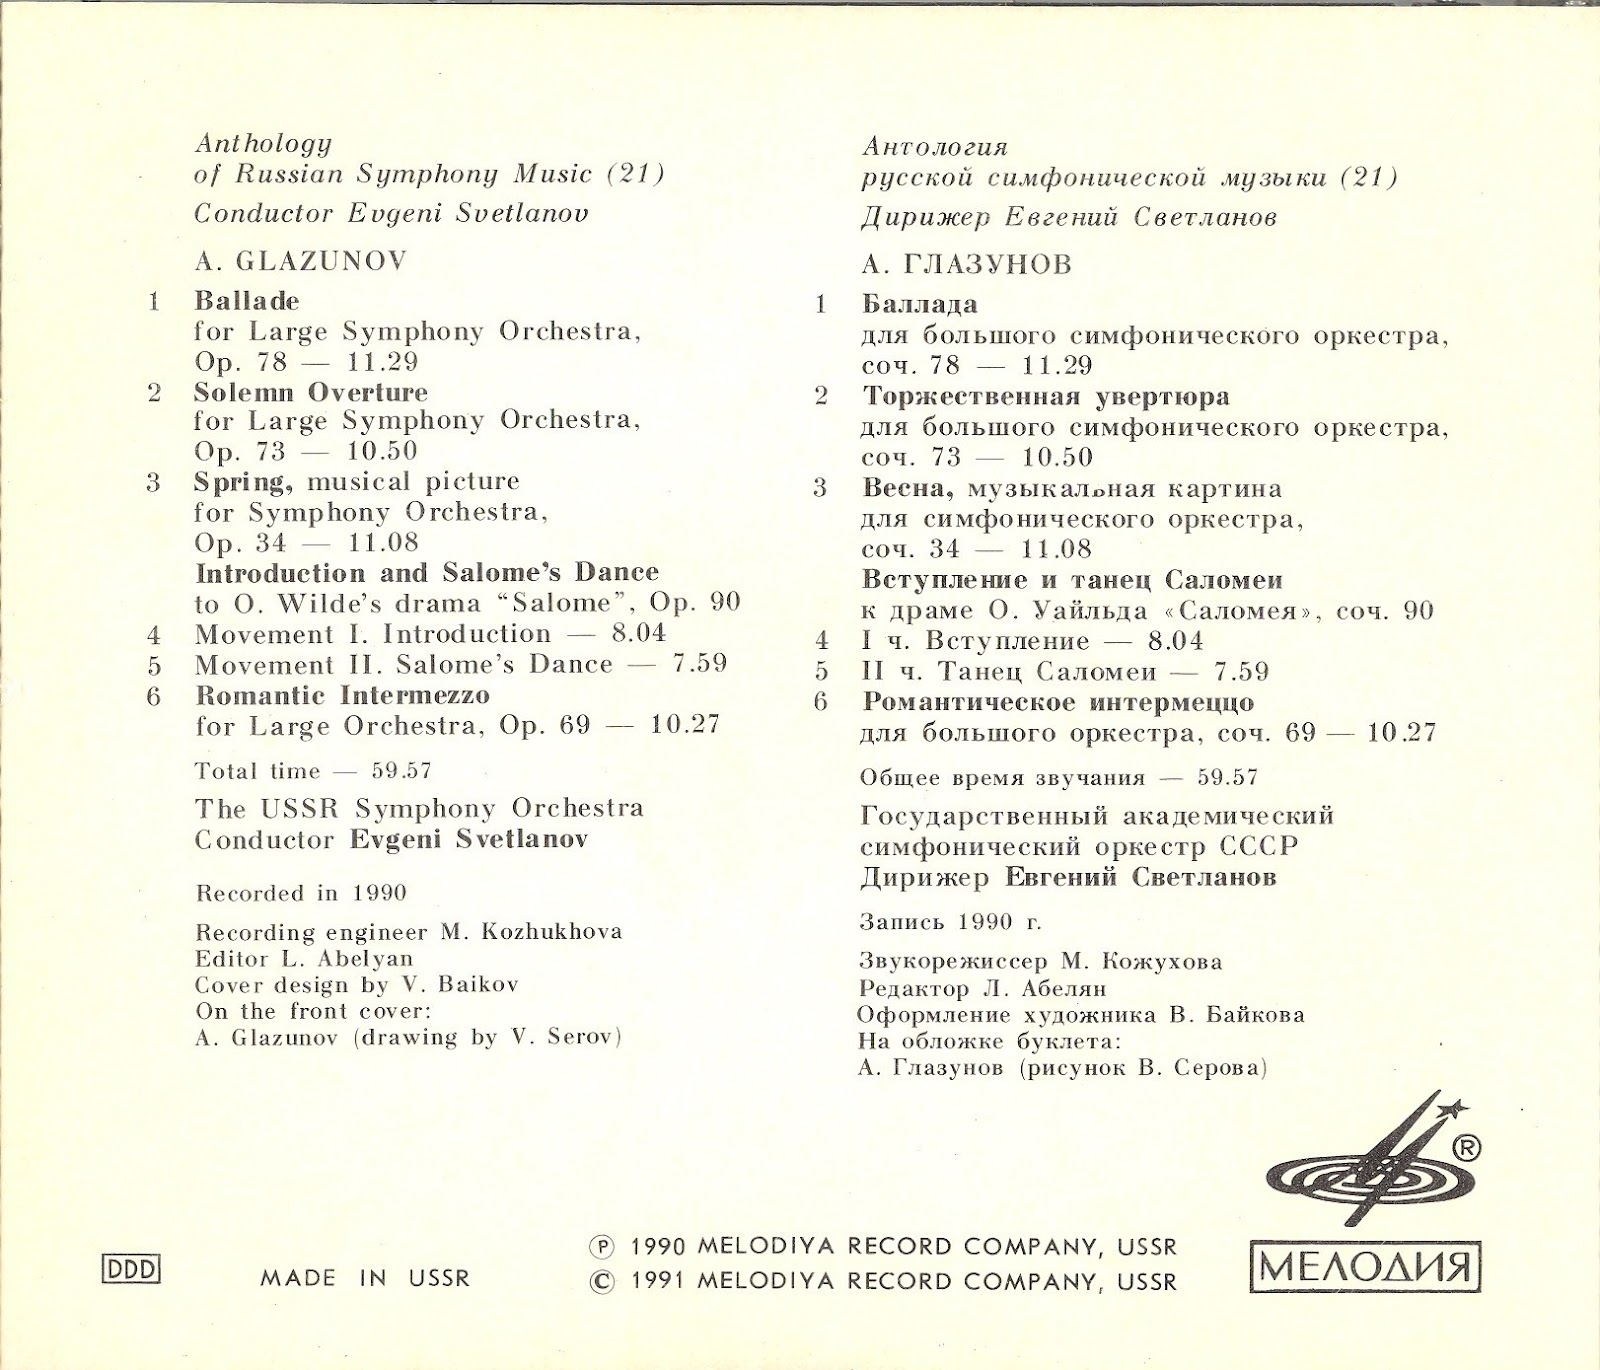 Anthology
of Russian Symphony Music (21)
Conductor Evgeni Svetlanov
A. GLAZUNOV
1 Ballade
for Large Symphony Orchestra,
Op. 78 — 11.29
2 Solemn Overture
for Large Symphony Orchestra,
Op. 73 — 10.50
3 Spring, musical picture
for Symphony Orchestra,
Op. 34 — 11.08
Introduction and Salome's Dance
to O. Wilde's drama “Salome”, Op. 90
4 Movement I. Introduction — 8.04
5 Movement II. Salome's Dance — 7.59
6 Romantic Intermezzo
for Large Orchestra, Op. 69 — 10.27
Total time — 59.57
The USSR Symphony Orchestra
Conductor Evgeni Svetlanov
Recorded in 1990
Recording engineer M. Kozhukhova
Editor L. Abelyan
Cover design by V. Baikov
On the front cover:
A. Glazunov (drawing by V. Serov)
Антология
русской симфонической музыки (21)
Дирижер Евгений Светланов
А. ГЛАЗУНОВ
1 Баллада
для большого симфонического оркестра,
соч. 78 — 11.29
2 Торжественная увертюра
для большого симфонического оркестра,
соч. 73 — 10.50
3 Весна, музыкальная картина
для симфонического оркестра,
соч. 34 — 11.08
Вступление и танец Саломеи
к драме О. Уайльда «Саломея», соч. 90
4 I ч. Вступление — 8.04
5 II ч. Танец Саломеи — 7.59
6 Романтическое интермеццо
для большого оркестра, соч. 69 — 10.27
Общее время звучания — 59.57
Государственный академический
симфонический оркестр СССР
Дирижер Евгений Светланов
Запись 1990 г.
Звукорежиссер М. Кожухова
Редактор Л. Абелян
Оформление художника В. Байкова
На обложке буклета:
А. Глазунов (рисунок В. Серова)
®
МЕЛОДИЯ
DDD
MADE IN USSR
℗ 1990 MELODIYA RECORD COMPANY, USSR
© 1991 MELODIYA RECORD COMPANY, USSR